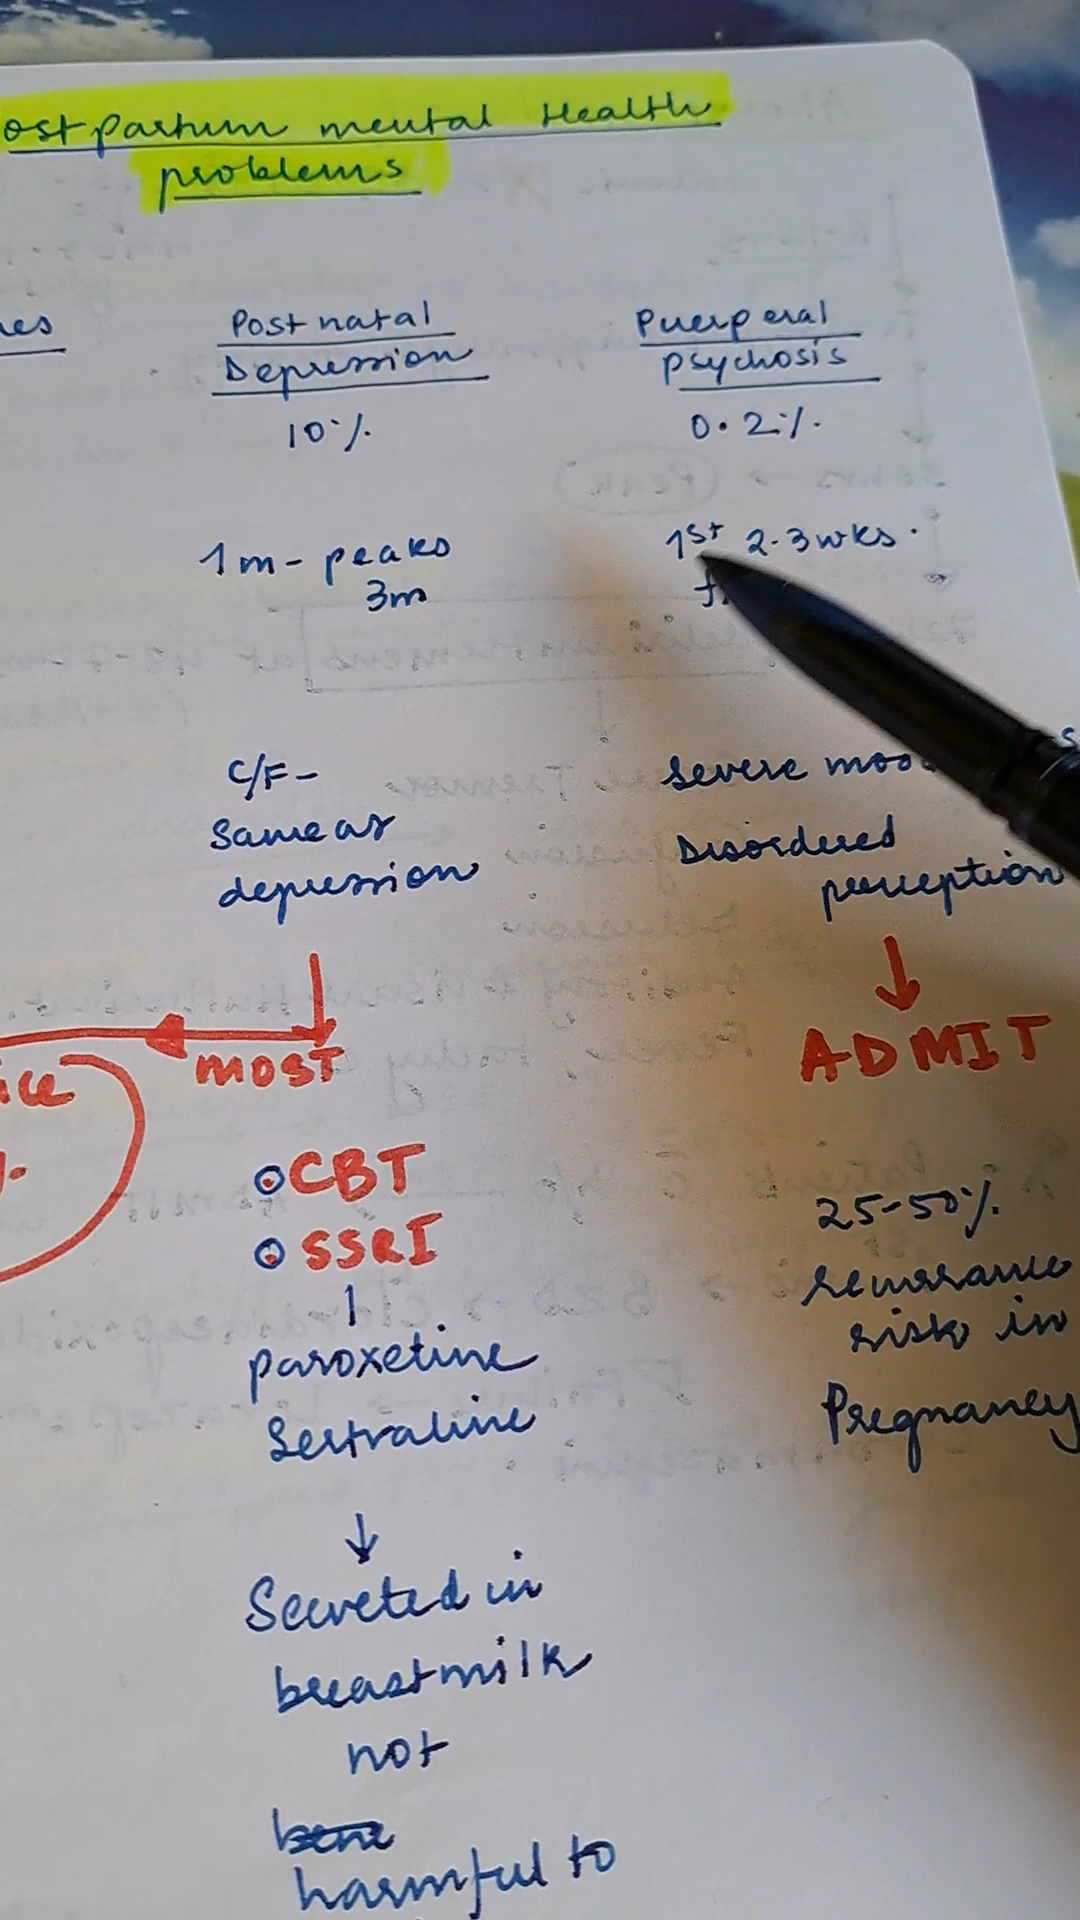 ostpartum mental Health
problems
es
Post natal
Depression
10%
1m - peaks
3m
C/F -
Same as
depression
MOST
ice
CBT
SSRI
paroxetine
Sertraline
Secreted in
breastmilk
not
harmful to
Puerperal
psychosis
0.2%.
1st 2-3wks.
Severe moo
Disordered
perception
ADMIT
25-50%.
recurrance
risk in
Pregnancy